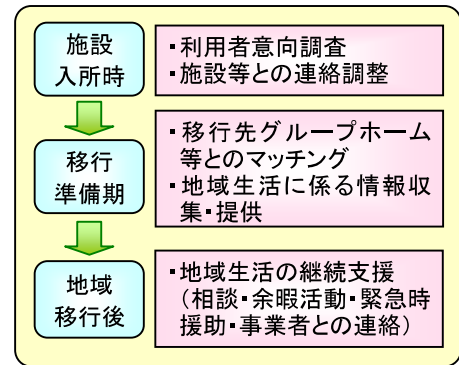 施設
入所時
・利用者意向調査
・施設等との連絡調整
移行
準備期
・移行先グループホーム
等とのマッチング
・地域生活に係る情報収
集・提供
地域
移行後
・地域生活の継続支援
（相談・余暇活動・緊急時
援助・事業者との連絡）